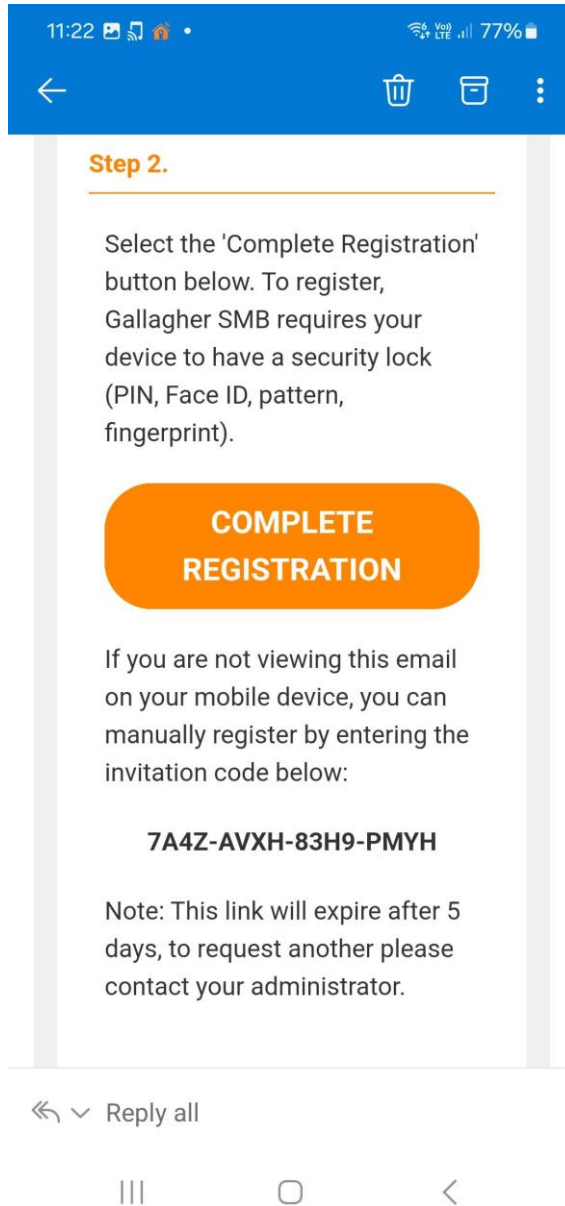 11:22
77%
Step 2.
Select the 'Complete Registration'
button below. To register,
Gallagher SMB requires your
device to have a security lock
(PIN, Face ID, pattern,
fingerprint).
COMPLETE
REGISTRATION
If you are not viewing this email
on your mobile device, you can
manually register by entering the
invitation code below:
7A4Z-AVXH-83H9-PMYH
Note: This link will expire after 5
days, to request another please
contact your administrator.
Reply all